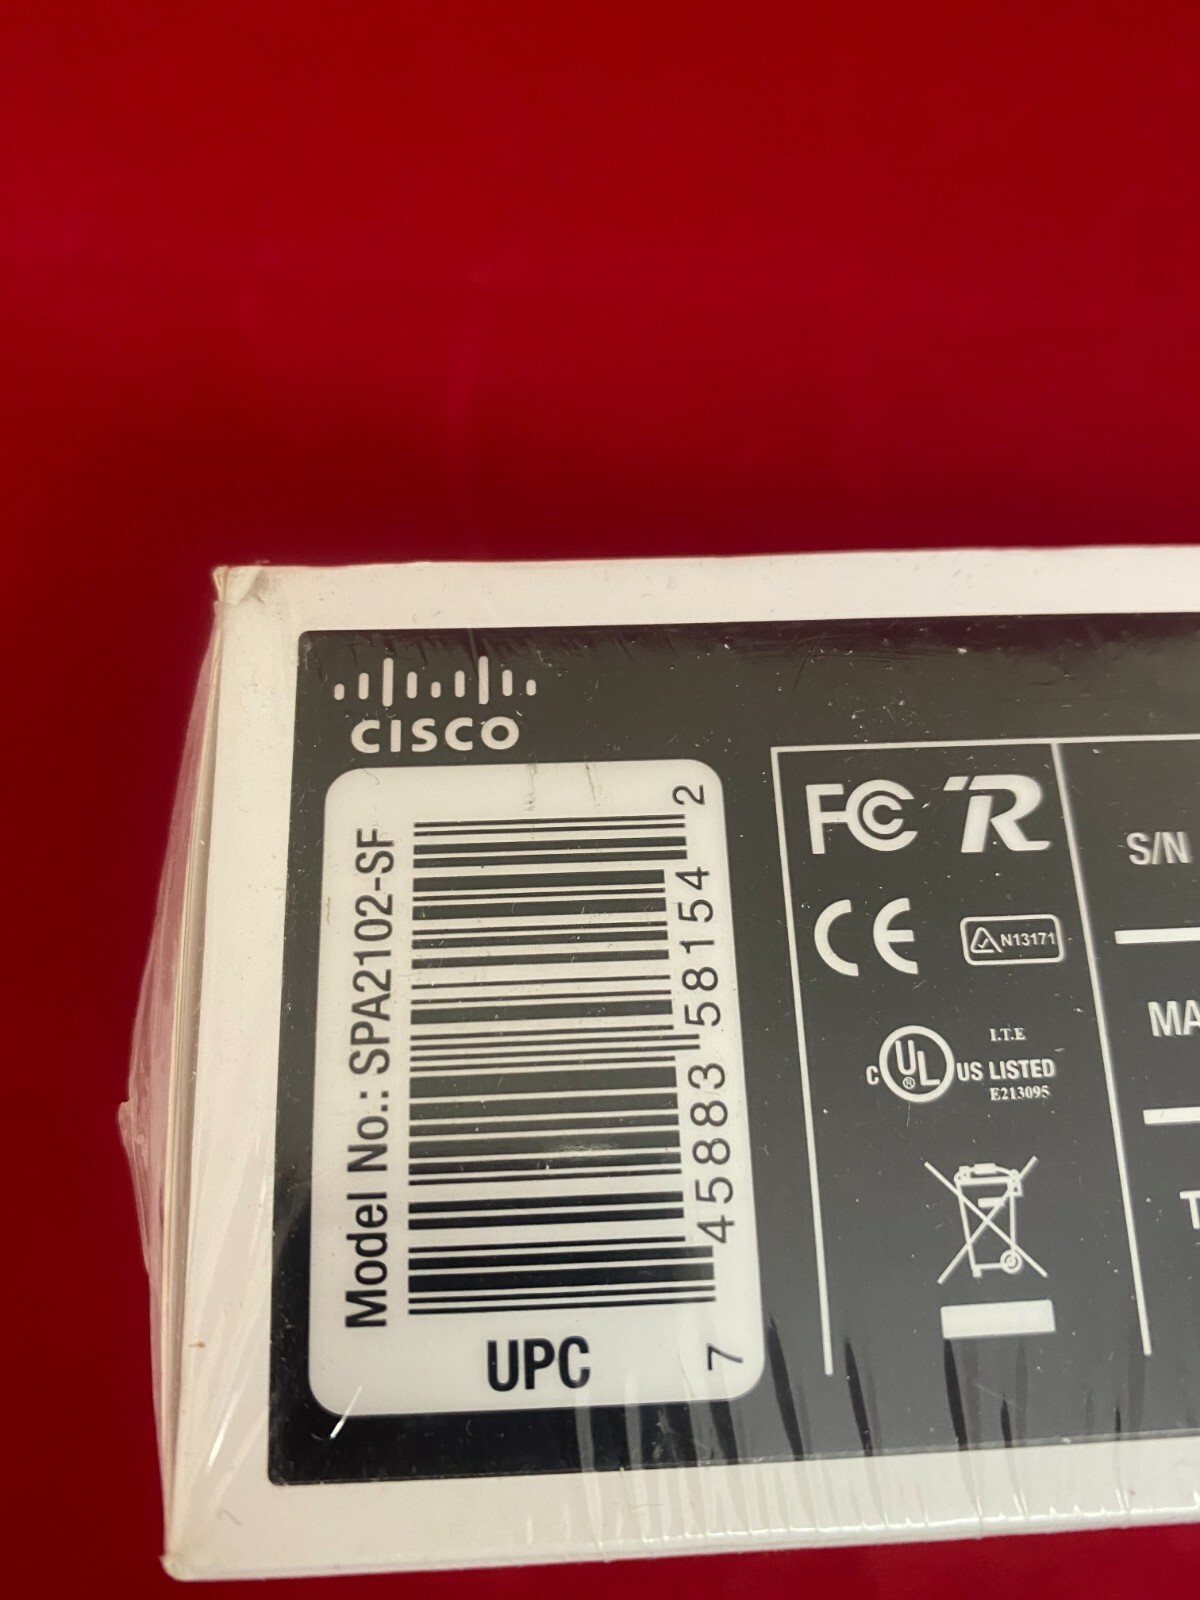 CISCO
Model No.: SPA2102-SF
7 45883 58154 2
UPC
FC
CE
N13171
I.T.E
C UL® US LISTED
E213095
S/N
MA
T